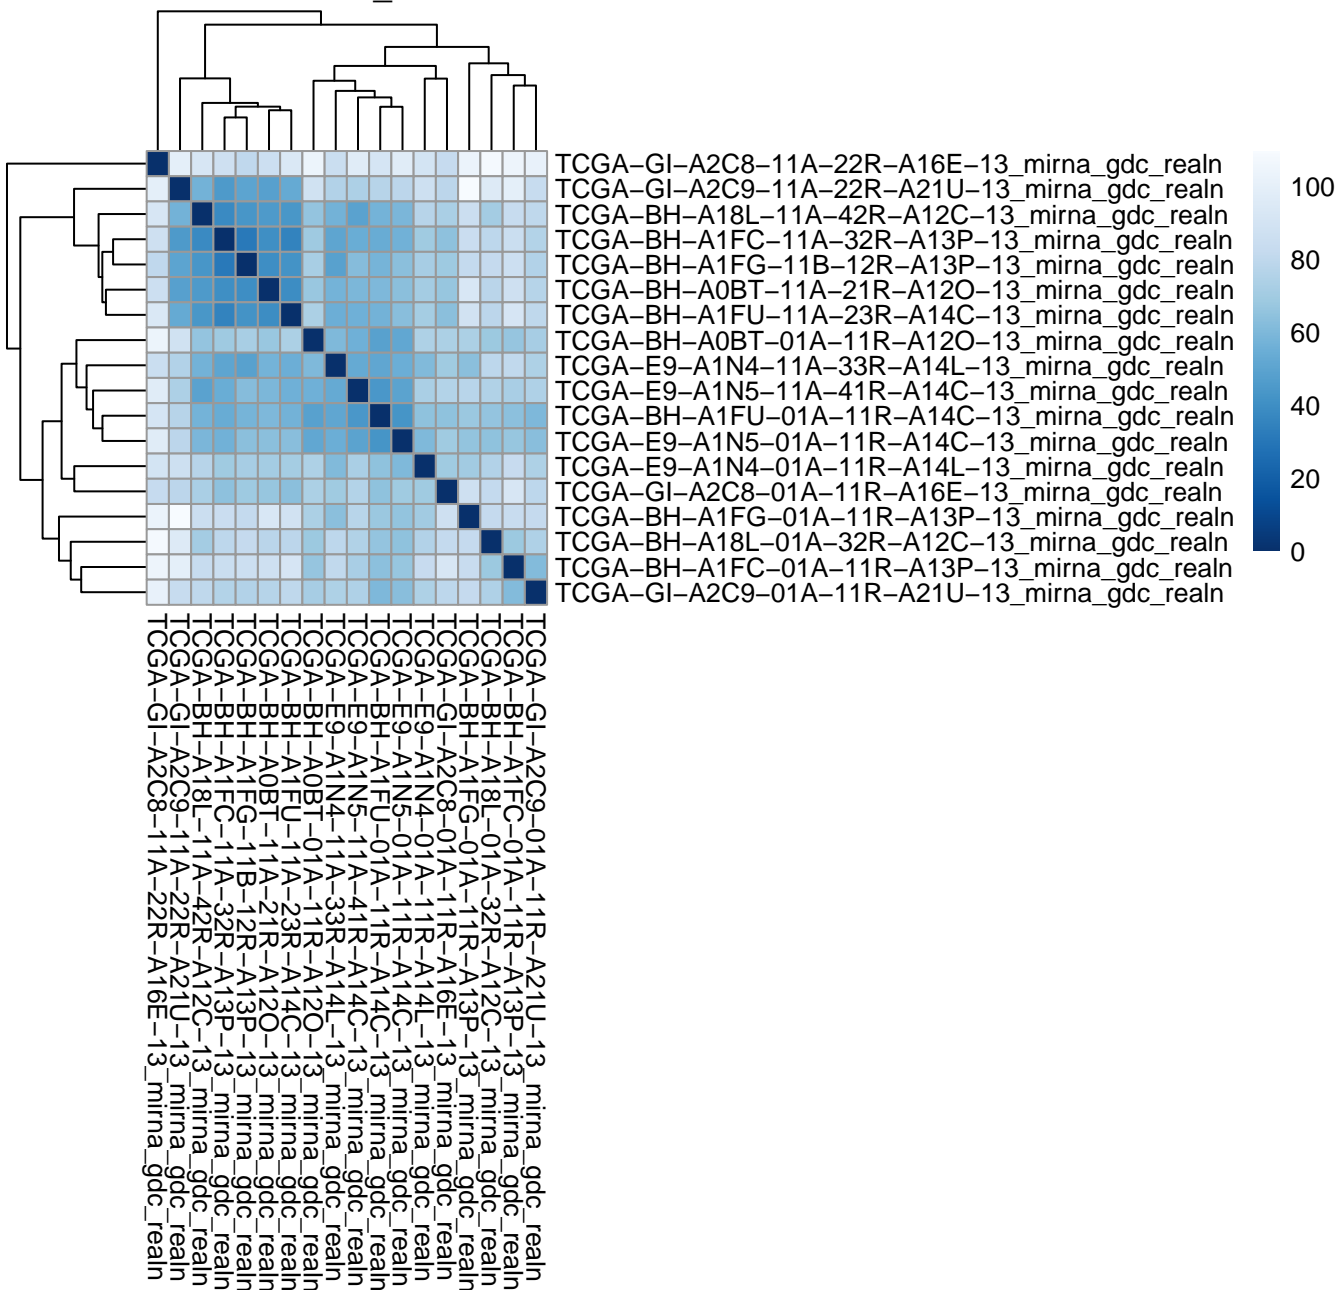 TCGA−GI−A2C8−11A−22R−A16E−13_mirna_gdc_realn
TCGA−GI−A2C9−11A−22R−A21U−13_mirna_gdc_realn
TCGA−BH−A18L−11A−42R−A12C−13_mirna_gdc_realn
TCGA−BH−A1FC−11A−32R−A13P−13_mirna_gdc_realn
TCGA−BH−A1FG−11B−12R−A13P−13_mirna_gdc_realn
TCGA−BH−A0BT−11A−21R−A12O−13_mirna_gdc_realn
TCGA−BH−A1FU−11A−23R−A14C−13_mirna_gdc_realn
TCGA−BH−A0BT−01A−11R−A12O−13_mirna_gdc_realn
TCGA−E9−A1N4−11A−33R−A14L−13_mirna_gdc_realn
TCGA−E9−A1N5−11A−41R−A14C−13_mirna_gdc_realn
TCGA−BH−A1FU−01A−11R−A14C−13_mirna_gdc_realn
TCGA−E9−A1N5−01A−11R−A14C−13_mirna_gdc_realn
TCGA−E9−A1N4−01A−11R−A14L−13_mirna_gdc_realn
TCGA−GI−A2C8−01A−11R−A16E−13_mirna_gdc_realn
TCGA−BH−A1FG−01A−11R−A13P−13_mirna_gdc_realn
TCGA−BH−A18L−01A−32R−A12C−13_mirna_gdc_realn
TCGA−BH−A1FC−01A−11R−A13P−13_mirna_gdc_realn
TCGA−GI−A2C9−01A−11R−A21U−13_mirna_gdc_realn
100
80
60
40
20
0
TCGA−GI−A2C8−11A−22R−A16E−13_mirna_gdc_realn
TCGA−GI−A2C9−11A−22R−A21U−13_mirna_gdc_realn
TCGA−BH−A18L−11A−42R−A12C−13_mirna_gdc_realn
TCGA−BH−A1FC−11A−32R−A13P−13_mirna_gdc_realn
TCGA−BH−A1FG−11B−12R−A13P−13_mirna_gdc_realn
TCGA−BH−A0BT−11A−21R−A12O−13_mirna_gdc_realn
TCGA−BH−A1FU−11A−23R−A14C−13_mirna_gdc_realn
TCGA−BH−A0BT−01A−11R−A12O−13_mirna_gdc_realn
TCGA−E9−A1N4−11A−33R−A14L−13_mirna_gdc_realn
TCGA−E9−A1N5−11A−41R−A14C−13_mirna_gdc_realn
TCGA−BH−A1FU−01A−11R−A14C−13_mirna_gdc_realn
TCGA−E9−A1N5−01A−11R−A14C−13_mirna_gdc_realn
TCGA−E9−A1N4−01A−11R−A14L−13_mirna_gdc_realn
TCGA−GI−A2C8−01A−11R−A16E−13_mirna_gdc_realn
TCGA−BH−A1FG−01A−11R−A13P−13_mirna_gdc_realn
TCGA−BH−A18L−01A−32R−A12C−13_mirna_gdc_realn
TCGA−BH−A1FC−01A−11R−A13P−13_mirna_gdc_realn
TCGA−GI−A2C9−01A−11R−A21U−13_mirna_gdc_realn